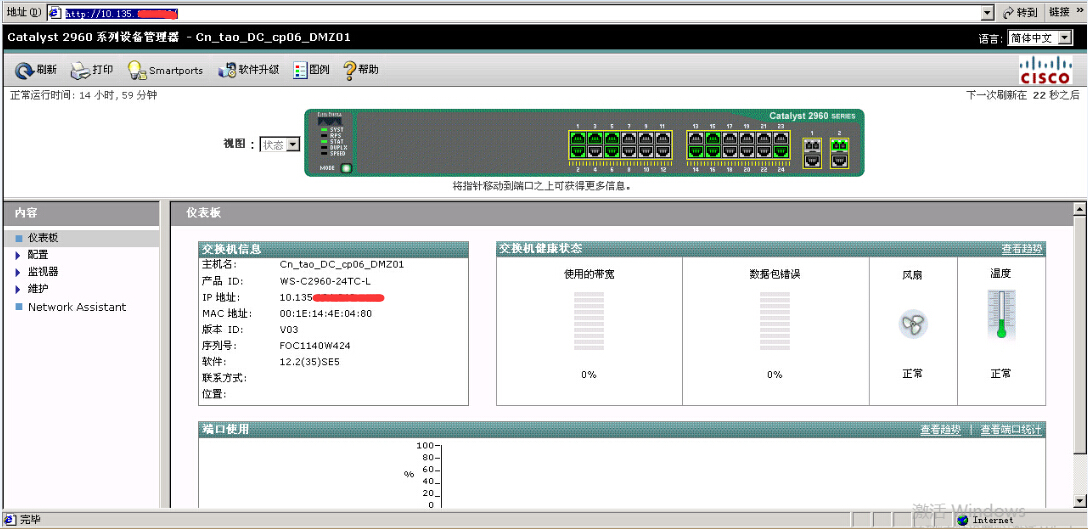 地址(D) http://10.135. 转到 链接 »
Catalyst 2960 系列设备管理器 - Cn_tao_DC_cp06_DMZ01 语言: 简体中文
刷新 打印 Smartports 软件升级 图例 帮助 CISCO
正常运行时间: 14 小时, 59 分钟 下一次刷新在 22 秒之后
Catalyst 2960 SERIES
视图 : 状态
SYST
RPS
STAT
DUPLX
SPEED
MODE
1 3 5 7 9 11 13 15 17 19 21 23 1 2
2 4 6 8 10 12 14 16 18 20 22 24
将指针移动到端口之上可获得更多信息。
内容
仪表板
配置
监视器
维护
Network Assistant
仪表板
交换机信息
主机名: Cn_tao_DC_cp06_DMZ01
产品 ID: WS-C2960-24TC-L
IP 地址: 10.135
MAC 地址: 00:1E:14:4E:04:80
版本 ID: V03
序列号: FOC1140W424
软件: 12.2(35)SE5
联系方式:
位置:
交换机健康状态 查看趋势
使用的带宽 数据包错误 风扇 温度
0% 0% 正常 正常
端口使用 查看趋势 | 查看端口统计
100
80
60
%
40
20
0
激活 Windows
完毕 Internet